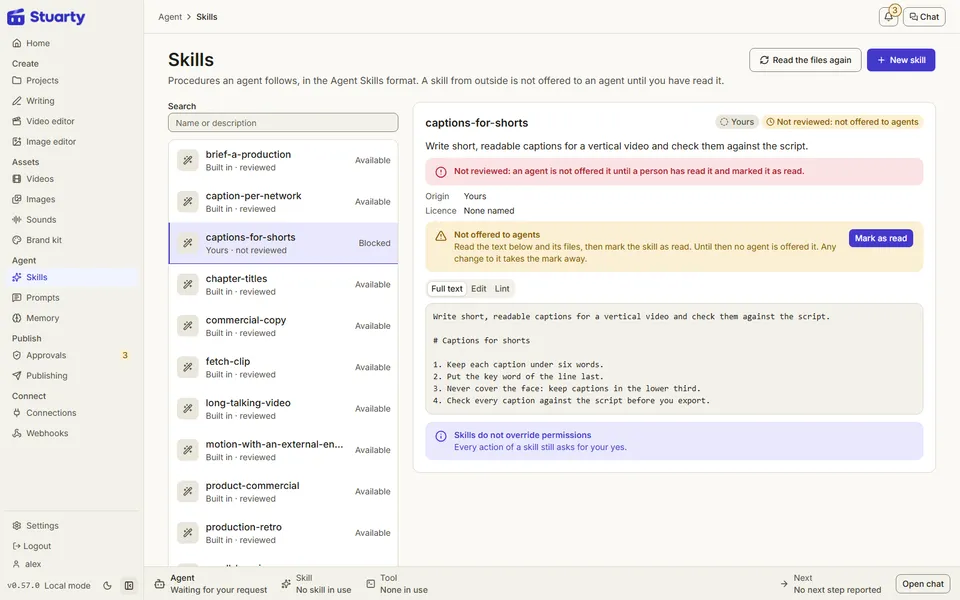 Stuarty
Home
Create
Projects
Writing
Video editor
Image editor
Assets
Videos
Images
Sounds
Brand kit
Agent
Skills
Prompts
Memory
Publish
Approvals 3
Publishing
Connect
Connections
Webhooks
Settings
Logout
alex
v0.57.0 Local mode
Agent > Skills
3
Chat
Skills
Procedures an agent follows, in the Agent Skills format. A skill from outside is not offered to an agent until you have read it.
Read the files again
+ New skill
Search
Name or description
brief-a-production
Built in · reviewed
Available
caption-per-network
Built in · reviewed
Available
captions-for-shorts
Yours · not reviewed
Blocked
chapter-titles
Built in · reviewed
Available
commercial-copy
Built in · reviewed
Available
fetch-clip
Built in · reviewed
Available
long-talking-video
Built in · reviewed
Available
motion-with-an-external-en...
Built in · reviewed
Available
product-commercial
Built in · reviewed
Available
production-retro
Built in · reviewed
Available
captions-for-shorts
Yours
Not reviewed: not offered to agents
Write short, readable captions for a vertical video and check them against the script.
Not reviewed: an agent is not offered it until a person has read it and marked it as read.
Origin Yours
Licence None named
Not offered to agents
Read the text below and its files, then mark the skill as read. Until then no agent is offered it. Any
change to it takes the mark away.
Mark as read
Full text Edit Lint
Write short, readable captions for a vertical video and check them against the script.
# Captions for shorts
1. Keep each caption under six words.
2. Put the key word of the line last.
3. Never cover the face: keep captions in the lower third.
4. Check every caption against the script before you export.
Skills do not override permissions
Every action of a skill still asks for your yes.
Agent
Waiting for your request
Skill
No skill in use
Tool
None in use
Next
No next step reported
Open chat